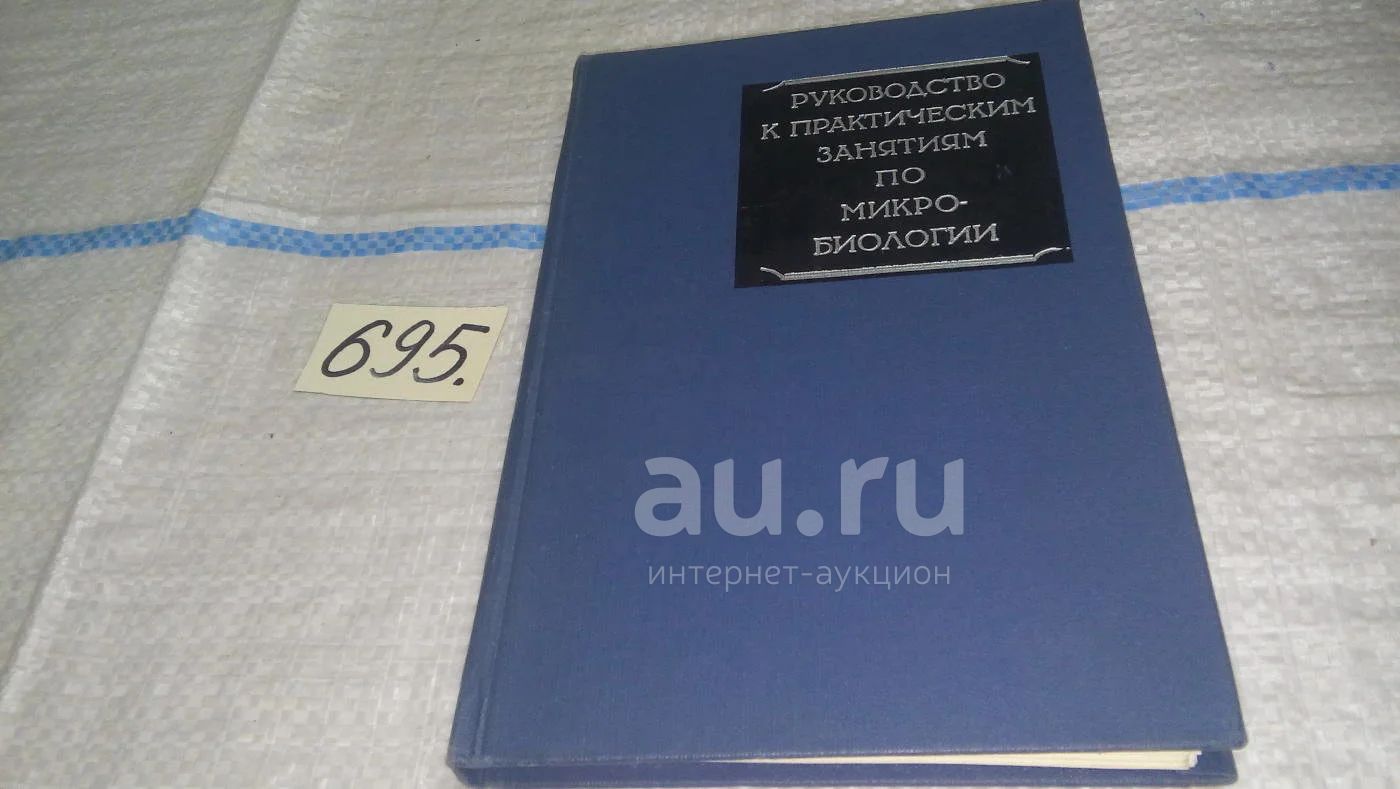 РУКОВОДСТВО
К ПРАКТИЧЕСКИМ
ЗАНЯТИЯМ
ПО
МИКРО-
БИОЛОГИИ
695.
au.ru
интернет-аукцион